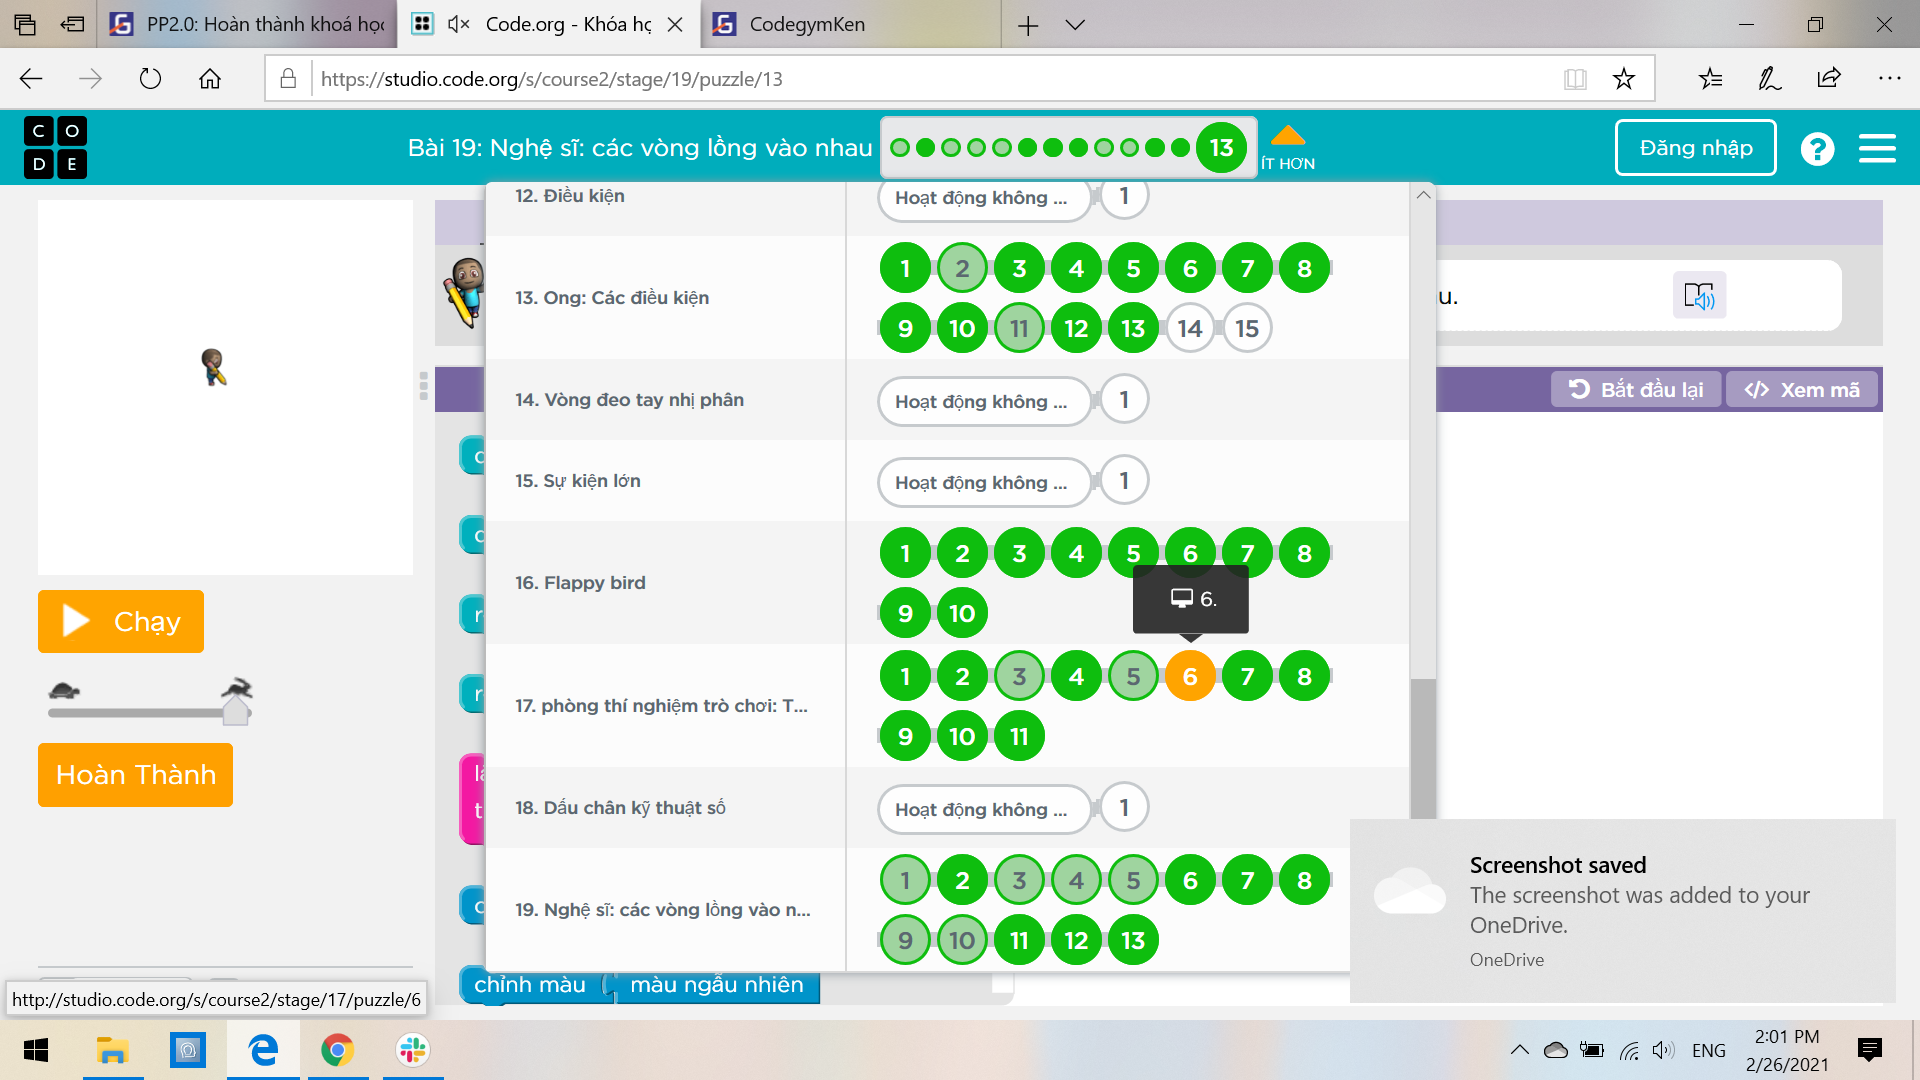 PP2.0: Hoàn thành khoá họ
Code.org - Khóa họ
CodegymKen
https://studio.code.org/s/course2/stage/19/puzzle/13
C O
D E
Bài 19: Nghệ sĩ: các vòng lồng vào nhau
13
ÍT HƠN
Đăng nhập
?
12. Điều kiện
Hoạt động không ...
1
u.
13. Ong: Các điều kiện
1 2 3 4 5 6 7 8
9 10 11 12 13 14 15
Bắt đầu lại
</> Xem mã
14. Vòng đeo tay nhị phân
Hoạt động không ...
1
15. Sự kiện lớn
Hoạt động không ...
1
16. Flappy bird
1 2 3 4 5 6 7 8
9 10
6.
17. phòng thí nghiệm trò chơi: T...
1 2 3 4 5 6 7 8
9 10 11
18. Dấu chân kỹ thuật số
Hoạt động không ...
1
19. Nghệ sĩ: các vòng lồng vào n...
1 2 3 4 5 6 7 8
9 10 11 12 13
Chạy
Hoàn Thành
chỉnh màu
màu ngẫu nhiên
Screenshot saved
The screenshot was added to your
OneDrive.
OneDrive
http://studio.code.org/s/course2/stage/17/puzzle/6
ENG
2:01 PM
2/26/2021